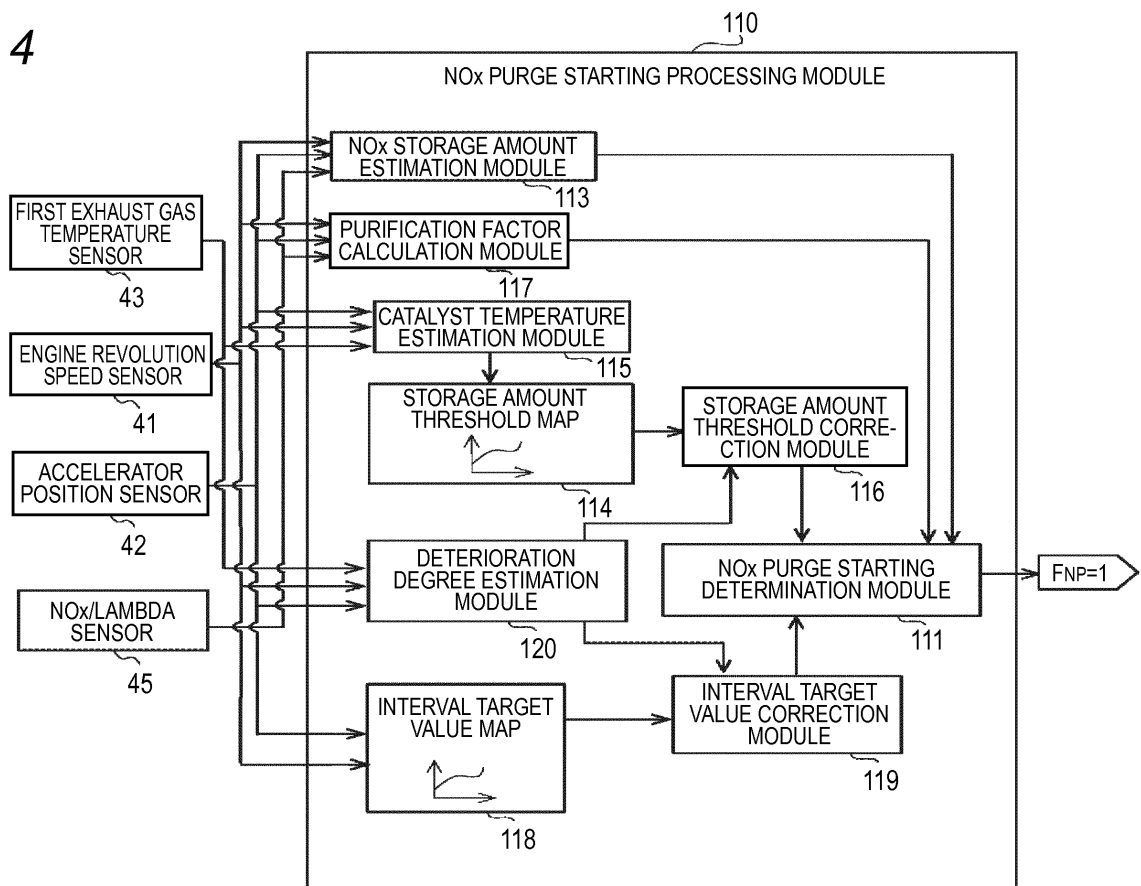 4
110
NOx PURGE STARTING PROCESSING MODULE
NOx STORAGE AMOUNT
ESTIMATION MODULE
113
FIRST EXHAUST GAS
TEMPERATURE
SENSOR
43
PURIFICATION FACTOR
CALCULATION MODULE
117
CATALYST TEMPERATURE
ESTIMATION MODULE
115
ENGINE REVOLUTION
SPEED SENSOR
41
STORAGE AMOUNT
THRESHOLD MAP
114
STORAGE AMOUNT
THRESHOLD CORRE-
CTION MODULE
116
ACCELERATOR
POSITION SENSOR
42
DETERIORATION
DEGREE ESTIMATION
MODULE
120
NOx PURGE STARTING
DETERMINATION MODULE
111
FNP=1
NOx/LAMBDA
SENSOR
45
INTERVAL TARGET
VALUE MAP
118
INTERVAL TARGET
VALUE CORRECTION
MODULE
119